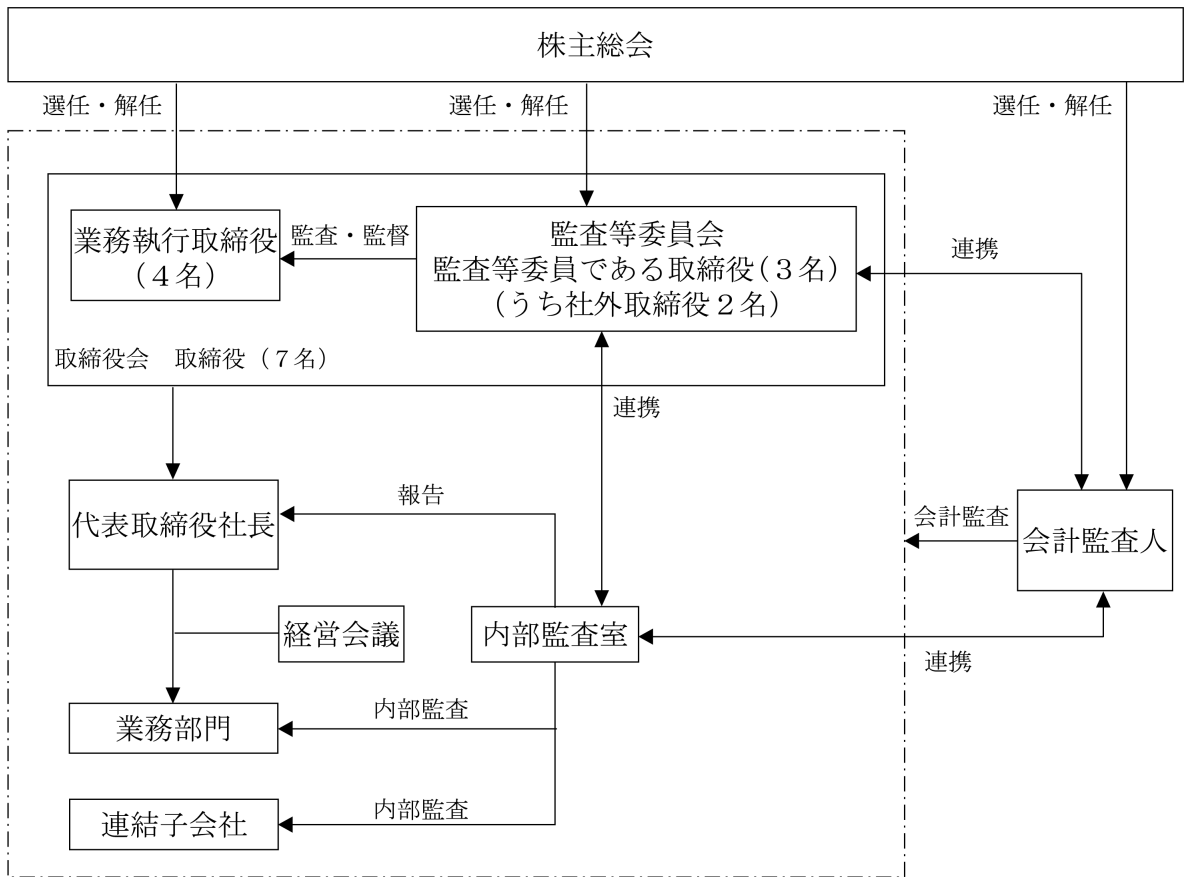 株主総会
選任・解任
選任・解任
選任・解任
業務執行取締役
（４名）
監査・監督
監査等委員会
監査等委員である取締役（３名）
（うち社外取締役２名）
連携
取締役会　取締役（７名）
連携
代表取締役社長
報告
会計監査
会計監査人
経営会議
内部監査室
連携
業務部門
内部監査
連結子会社
内部監査